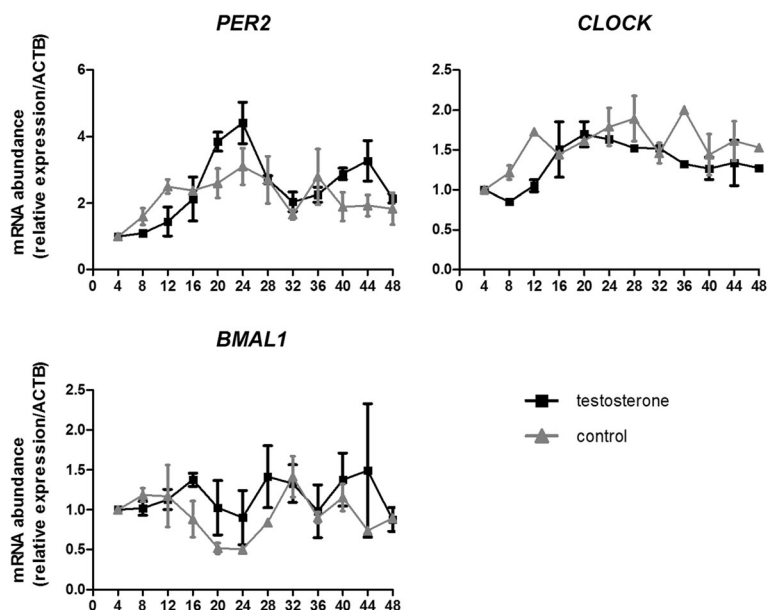 PER2
mRNA abundance
(relative expression/ACTB)
6
4
2
0
0 4 8 12 16 20 24 28 32 36 40 44 48
CLOCK
2.5
2.0
1.5
1.0
0.5
0.0
0 4 8 12 16 20 24 28 32 36 40 44 48
BMAL1
mRNA abundance
(relative expression/ACTB)
2.5
2.0
1.5
1.0
0.5
0.0
0 4 8 12 16 20 24 28 32 36 40 44 48
testosterone
control